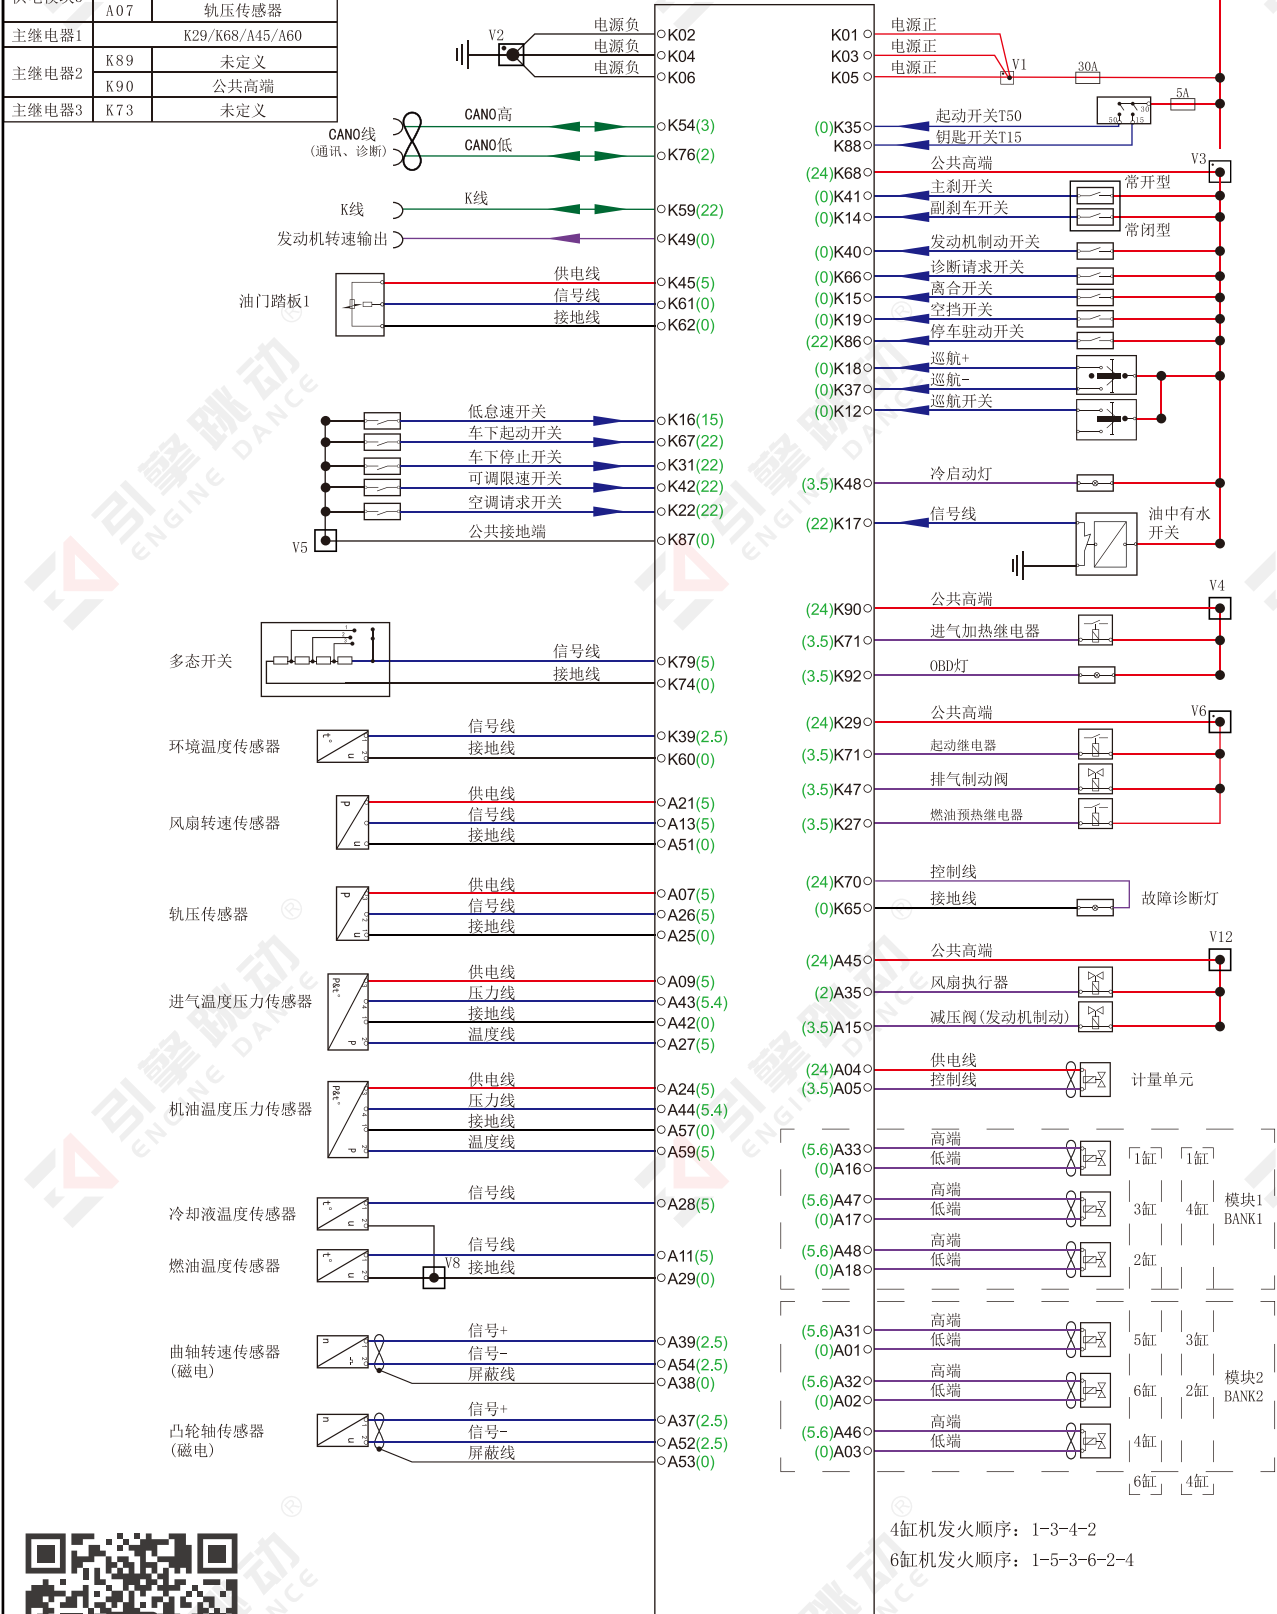 A07 轨压传感器
主继电器1 K29/K68/A45/A60
主继电器2
K89 未定义
K90 公共高端
主继电器3 K73 未定义
V2
电源负 K02
电源负 K04
电源负 K06
CANO线
(通讯、诊断)
CANO高 K54(3)
CANO低 K76(2)
K线 K线 K59(22)
发动机转速输出 K49(0)
油门踏板1
供电线 K45(5)
信号线 K61(0)
接地线 K62(0)
低怠速开关 K16(15)
车下起动开关 K67(22)
车下停止开关 K31(22)
可调限速开关 K42(22)
空调请求开关 K22(22)
V5 公共接地端 K87(0)
多态开关
1
2
3
信号线 K79(5)
接地线 K74(0)
环境温度传感器
t° u 1 2
信号线 K39(2.5)
接地线 K60(0)
风扇转速传感器
p u
供电线 A21(5)
信号线 A13(5)
接地线 A51(0)
轨压传感器
p u 3 2 1
供电线 A07(5)
信号线 A26(5)
接地线 A25(0)
进气温度压力传感器
P&t° P 3 4 1 2
供电线 A09(5)
压力线 A43(5.4)
接地线 A42(0)
温度线 A27(5)
机油温度压力传感器
P&t° P 3 4 1 2
供电线 A24(5)
压力线 A44(5.4)
接地线 A57(0)
温度线 A59(5)
冷却液温度传感器
t° u 1 2
信号线 A28(5)
燃油温度传感器
t° u 1 2
V8
信号线 A11(5)
接地线 A29(0)
曲轴转速传感器
(磁电)
n 1 2
信号+ A39(2.5)
信号- A54(2.5)
屏蔽线 A38(0)
凸轮轴传感器
(磁电)
n u 1 2
信号+ A37(2.5)
信号- A52(2.5)
屏蔽线 A53(0)
K01 电源正
K03 电源正
K05 电源正
V1 30A
5A
30
50 15
(0)K35 起动开关T50
K88 钥匙开关T15
(24)K68 公共高端 V3
(0)K41 主刹开关 常开型
(0)K14 副刹车开关 常闭型
(0)K40 发动机制动开关
(0)K66 诊断请求开关
(0)K15 离合开关
(0)K19 空挡开关
(22)K86 停车驻动开关
(0)K18 巡航+
(0)K37 巡航-
(0)K12 巡航开关
(3.5)K48 冷启动灯
(22)K17 信号线
油中有水
开关
(24)K90 公共高端 V4
(3.5)K71 进气加热继电器
(3.5)K92 OBD灯
(24)K29 公共高端 V6
(3.5)K71 起动继电器
(3.5)K47 排气制动阀
(3.5)K27 燃油预热继电器
(24)K70 控制线
(0)K65 接地线 故障诊断灯
(24)A45 公共高端 V12
(2)A35 风扇执行器
(3.5)A15 减压阀(发动机制动)
(24)A04 供电线
(3.5)A05 控制线
计量单元
(5.6)A33 高端
(0)A16 低端
1缸 1缸
(5.6)A47 高端
(0)A17 低端
3缸 4缸
模块1
BANK1
(5.6)A48 高端
(0)A18 低端
2缸
(5.6)A31 高端
(0)A01 低端
5缸 3缸
(5.6)A32 高端
(0)A02 低端
6缸 2缸
模块2
BANK2
(5.6)A46 高端
(0)A03 低端
4缸
6缸 4缸
4缸机发火顺序：1-3-4-2
6缸机发火顺序：1-5-3-6-2-4
引擎跳动®
ENGINE DANCE